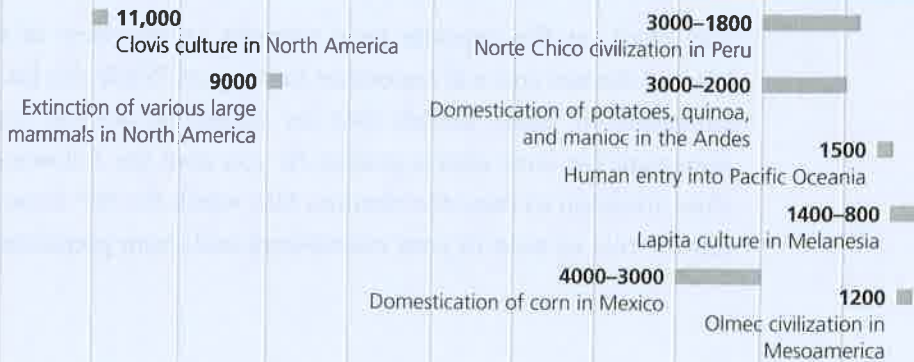 11,000
Clovis culture in North America
9000
Extinction of various large
mammals in North America
3000–1800
Norte Chico civilization in Peru
3000–2000
Domestication of potatoes, quinoa,
and manioc in the Andes
1500
Human entry into Pacific Oceania
1400–800
Lapita culture in Melanesia
4000–3000
Domestication of corn in Mexico
1200
Olmec civilization in
Mesoamerica